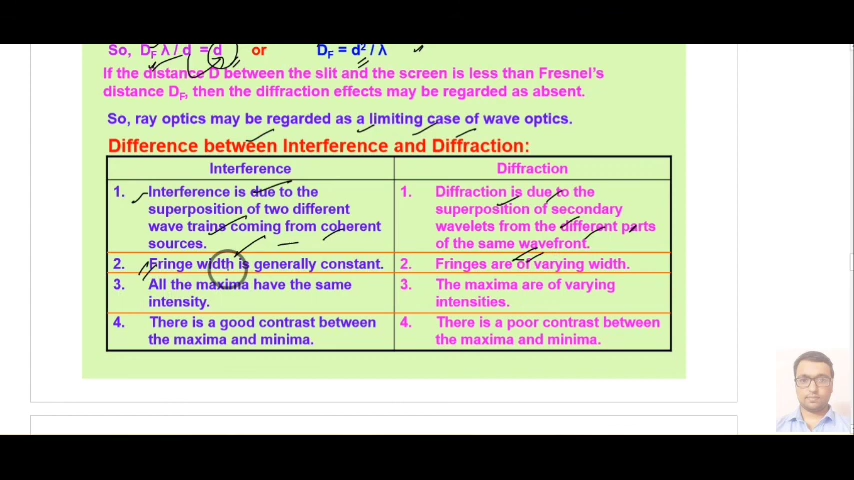 So, D_F λ / d = d or D_F = d² / λ
If the distance D between the slit and the screen is less than Fresnel's
distance D_F, then the diffraction effects may be regarded as absent.
So, ray optics may be regarded as a limiting case of wave optics.
Difference between Interference and Diffraction:
Interference
Diffraction
1. Interference is due to the
superposition of two different
wave trains coming from coherent
sources.
1. Diffraction is due to the
superposition of secondary
wavelets from the different parts
of the same wavefront.
2. Fringe width is generally constant.
2. Fringes are of varying width.
3. All the maxima have the same
intensity.
3. The maxima are of varying
intensities.
4. There is a good contrast between
the maxima and minima.
4. There is a poor contrast between
the maxima and minima.